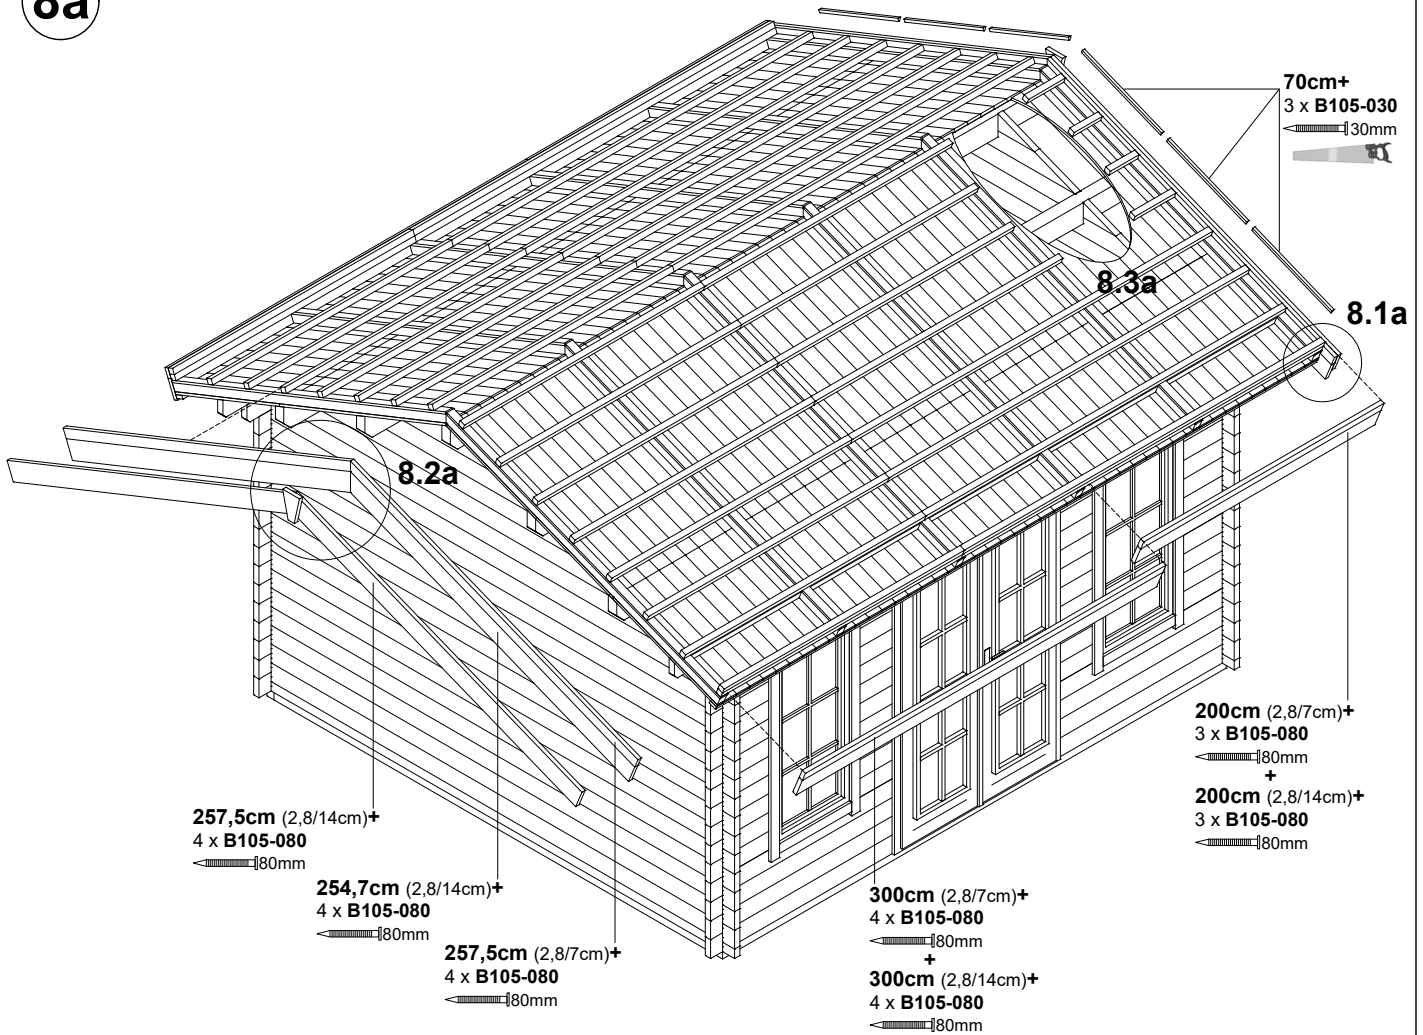 8a
70cm+
3 x B105-030
30mm
8.3a
8.1a
8.2a
200cm (2,8/7cm)+
3 x B105-080
80mm
+
200cm (2,8/14cm)+
3 x B105-080
80mm
257,5cm (2,8/14cm)+
4 x B105-080
80mm
254,7cm (2,8/14cm)+
4 x B105-080
80mm
257,5cm (2,8/7cm)+
4 x B105-080
80mm
300cm (2,8/7cm)+
4 x B105-080
80mm
+
300cm (2,8/14cm)+
4 x B105-080
80mm